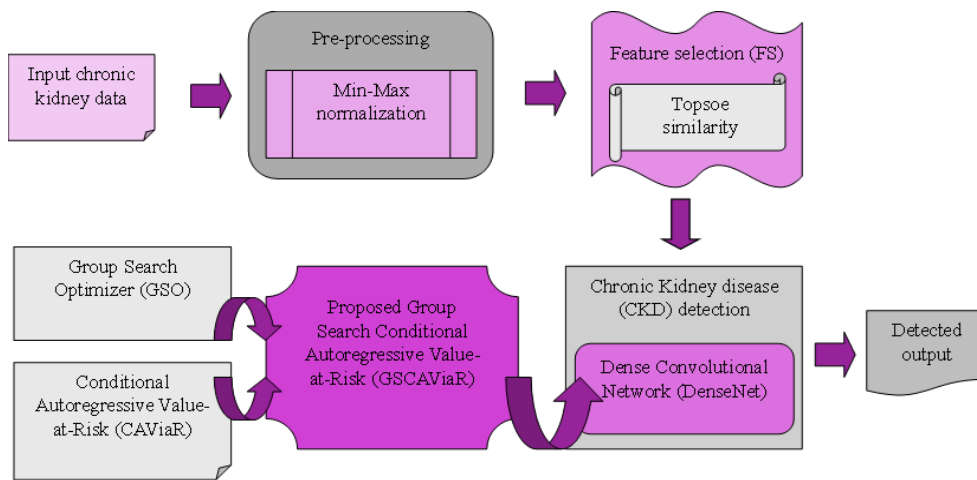 Input chronic
kidney data
Pre-processing
Min-Max
normalization
Feature selection (FS)
Topsoe
similarity
Group Search
Optimizer (GSO)
Conditional
Autoregressive Value-
at-Risk (CAViaR)
Proposed Group
Search Conditional
Autoregressive Value-
at-Risk (GSCAViaR)
Chronic Kidney disease
(CKD) detection
Dense Convolutional
Network (DenseNet)
Detected
output